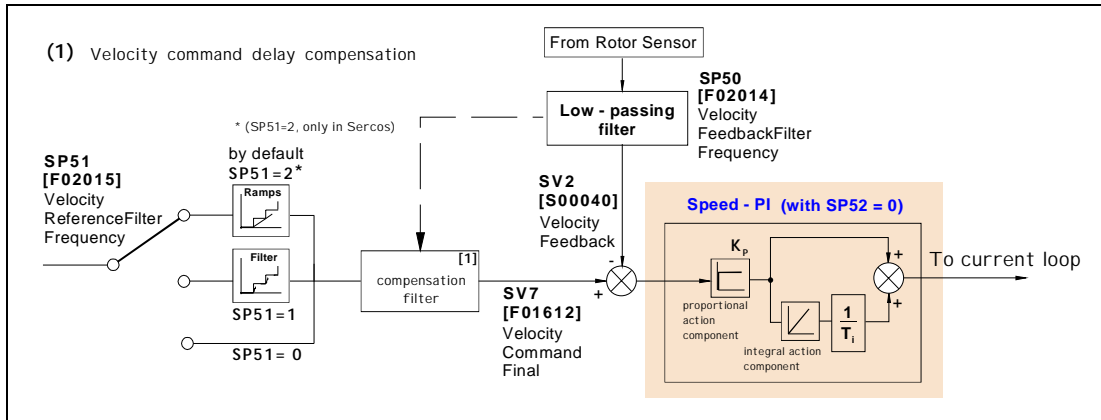 (1) Velocity command delay compensation
From Rotor Sensor
Low - passing
filter
SP50
[F02014]
Velocity
FeedbackFilter
Frequency
* (SP51=2, only in Sercos)
by default
SP51=2*
Ramps
SP51
[F02015]
Velocity
ReferenceFilter
Frequency
Filter
SP51=1
SP51= 0
[1]
compensation
filter
SV2
[S00040]
Velocity
Feedback
-
+
SV7
[F01612]
Velocity
Command
Final
Speed - PI (with SP52 = 0)
KP
proportional
action
component
integral action
component
1
Ti
+
+
To current loop